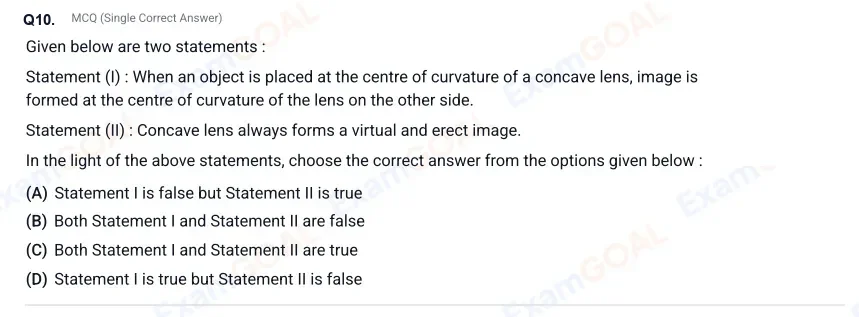 Q10. MCQ (Single Correct Answer)
Given below are two statements :
Statement (I) : When an object is placed at the centre of curvature of a concave lens, image is
formed at the centre of curvature of the lens on the other side.
Statement (II) : Concave lens always forms a virtual and erect image.
In the light of the above statements, choose the correct answer from the options given below :
(A) Statement I is false but Statement II is true
(B) Both Statement I and Statement II are false
(C) Both Statement I and Statement II are true
(D) Statement I is true but Statement II is false
ExamGOAL